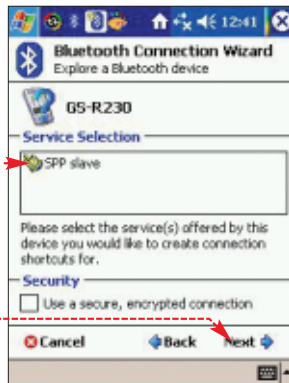 12:41
Bluetooth Connection Wizard
Explore a Bluetooth device
GS-R230
Service Selection
SPP slave
Please select the service(s) offered by this
device you would like to create connection
shortcuts for.
Security
Use a secure, encrypted connection
Cancel Back Next